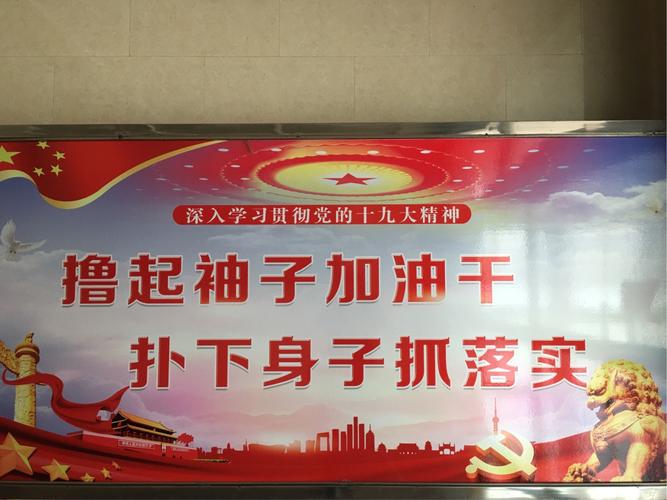 深入学习贯彻党的十九大精神
撸起袖子加油干
扑下身子抓落实